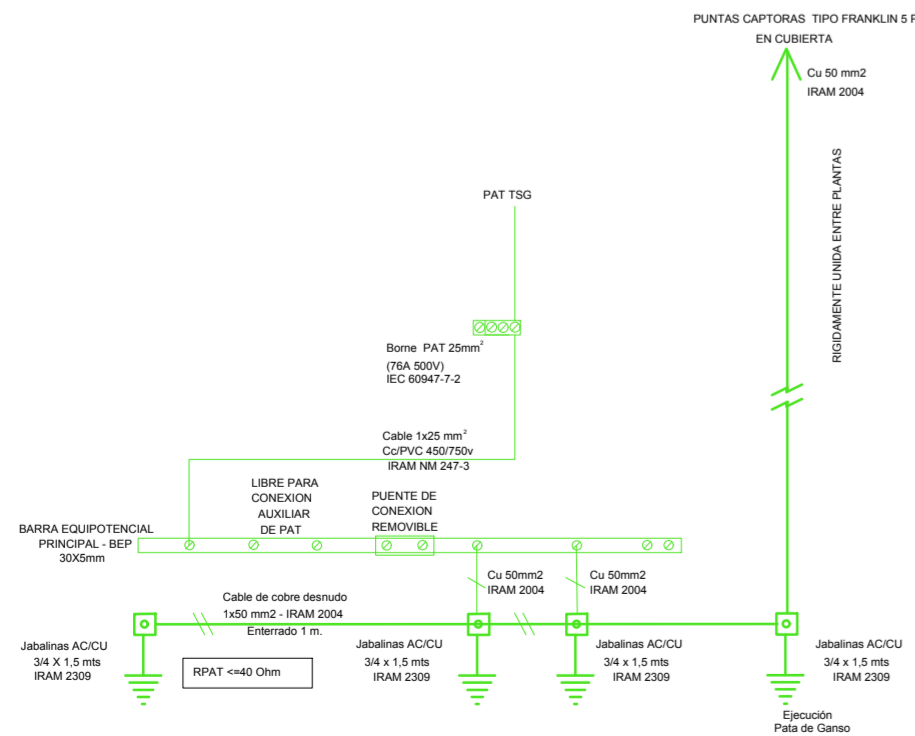 PUNTAS CAPTORAS TIPO FRANKLIN 5 P
EN CUBIERTA
Cu 50 mm2
IRAM 2004
RIGIDAMENTE UNIDA ENTRE PLANTAS
PAT TSG
Borne PAT 25mm²
(76A 500V)
IEC 60947-7-2
Cable 1x25 mm²
Cc/PVC 450/750v
IRAM NM 247-3
LIBRE PARA
CONEXION
AUXILIAR
DE PAT
PUENTE DE
CONEXION
REMOVIBLE
BARRA EQUIPOTENCIAL
PRINCIPAL - BEP
30X5mm
Cu 50mm2
IRAM 2004
Cu 50mm2
IRAM 2004
Cable de cobre desnudo
1x50 mm2 - IRAM 2004
Enterrado 1 m.
Jabalinas AC/CU
3/4 X 1,5 mts
IRAM 2309
RPAT <=40 Ohm
Jabalinas AC/CU
3/4 x 1,5 mts
IRAM 2309
Jabalinas AC/CU
3/4 x 1,5 mts
IRAM 2309
Jabalinas AC/CU
3/4 x 1,5 mts
IRAM 2309
Ejecución
Pata de Ganso